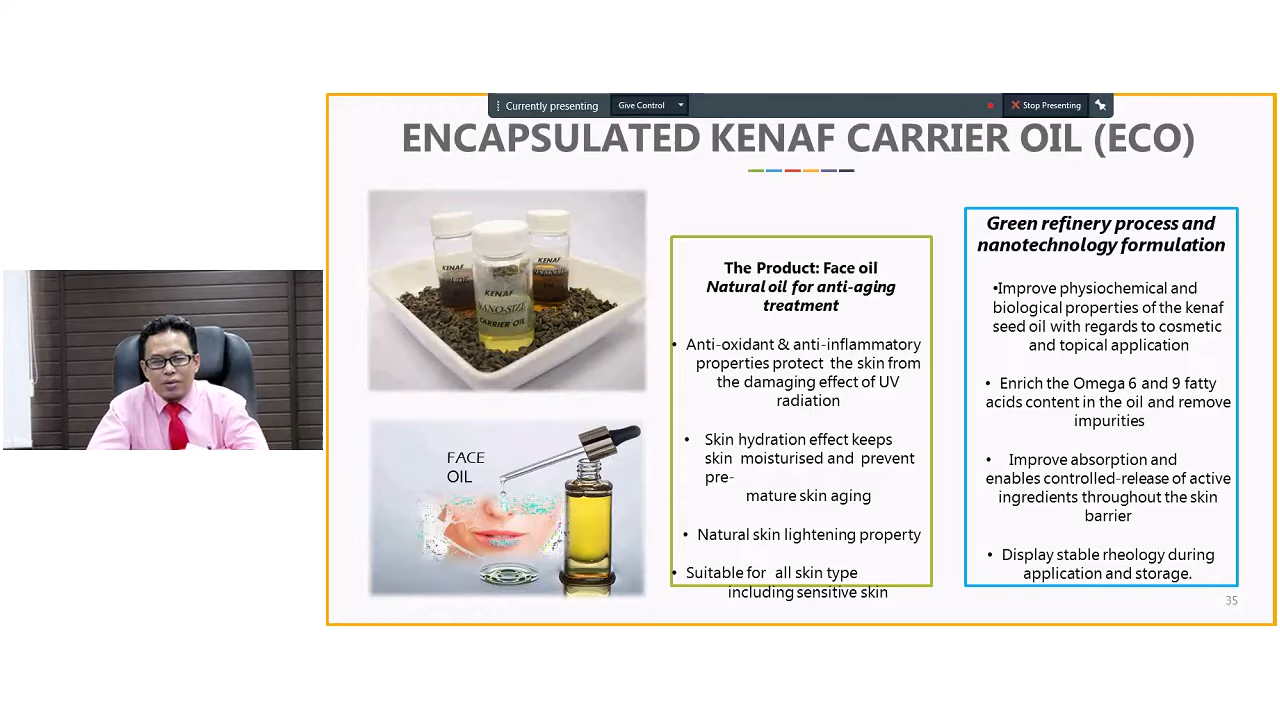 Currently presenting
Give Control
Stop Presenting
ENCAPSULATED KENAF CARRIER OIL (ECO)
KENAF
KENAF
KENAF
NANO-SIZE
CARRIER OIL
FACE
OIL
The Product: Face oil
Natural oil for anti-aging
treatment
• Anti-oxidant & anti-inflammatory
properties protect the skin from
the damaging effect of UV
radiation
• Skin hydration effect keeps
skin moisturised and prevent
pre-
mature skin aging
• Natural skin lightening property
• Suitable for all skin type
including sensitive skin
Green refinery process and
nanotechnology formulation
•Improve physiochemical and
biological properties of the kenaf
seed oil with regards to cosmetic
and topical application
• Enrich the Omega 6 and 9 fatty
acids content in the oil and remove
impurities
• Improve absorption and
enables controlled-release of active
ingredients throughout the skin
barrier
• Display stable rheology during
application and storage.
35